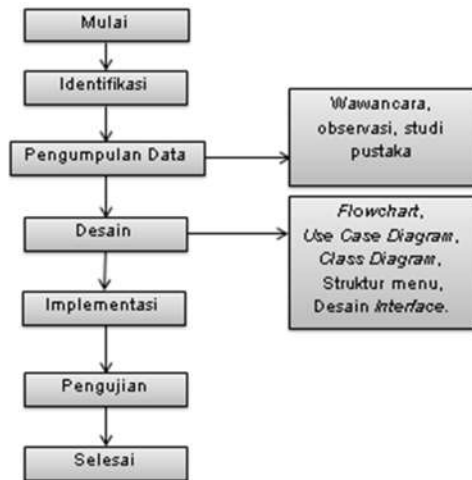 Mulai
Identifikasi
Pengumpulan Data
Wawancara,
observasi, studi
pustaka
Desain
Flowchart,
Use Case Diagram,
Class Diagram,
Struktur menu,
Desain Interface.
Implementasi
Pengujian
Selesai